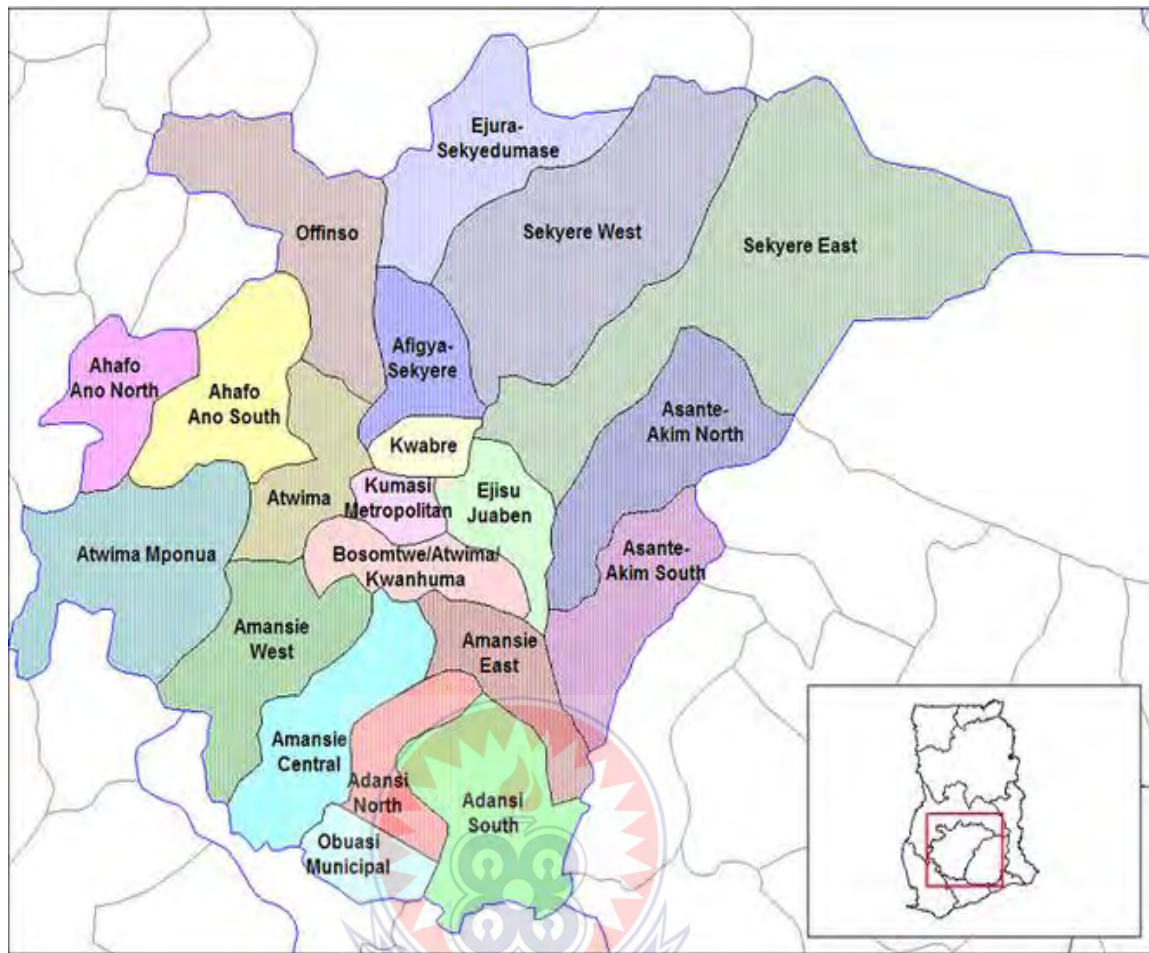 Ejura-
Sekyedumase
Offinso
Sekyere West
Sekyere East
Afigya-
Sekyere
Ahafo
Ano North
Ahafo
Ano South
Asante-
Akim North
Kwabre
Kumasi
Metropolitan
Ejisu
Juaben
Atwima
Atwima Mponua
Bosomtwe/Atwima/
Kwanhuma
Asante-
Akim South
Amansie
West
Amansie
East
Amansie
Central
Adansi
North
Adansi
South
Obuasi
Municipal